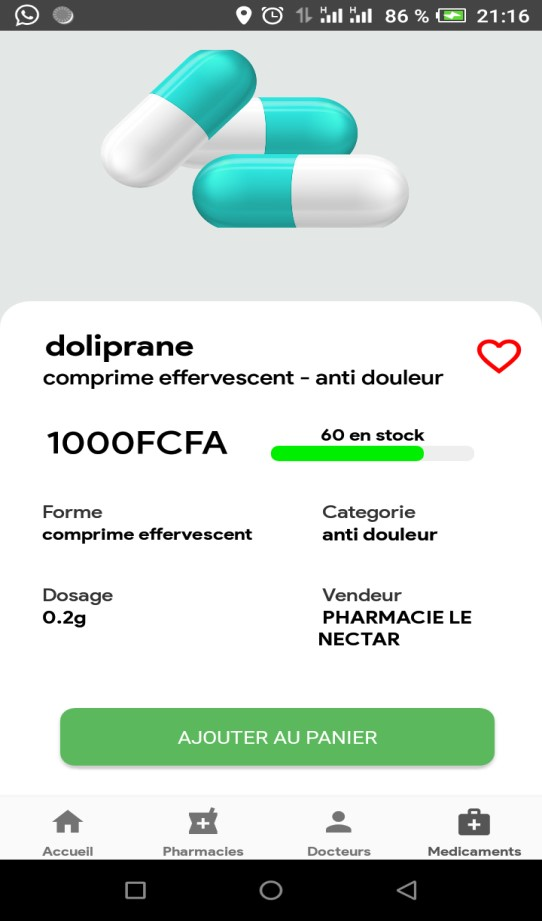 86 % 21:16
doliprane
comprime effervescent - anti douleur
1000FCFA
60 en stock
Forme
comprime effervescent
Categorie
anti douleur
Dosage
0.2g
Vendeur
PHARMACIE LE
NECTAR
AJOUTER AU PANIER
Accueil Pharmacies Docteurs Medicaments